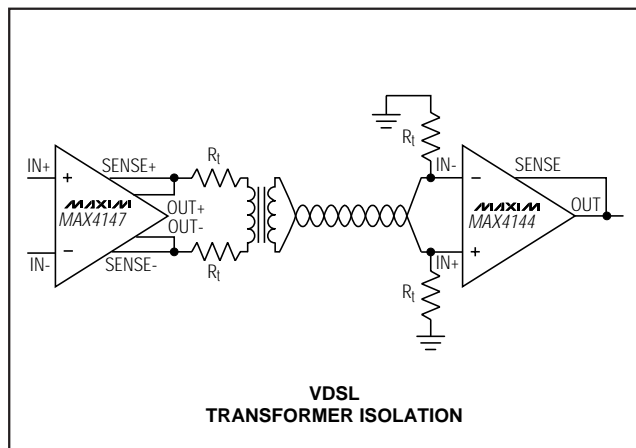 IN+
+
SENSE+
MAXIM
MAX4147
OUT+
OUT-
−
IN-
SENSE-
Rt
Rt
Rt
IN-
−
SENSE
MAXIM
MAX4144
OUT
+
IN+
Rt
VDSL
TRANSFORMER ISOLATION